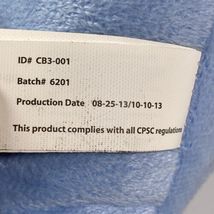 ID# CB3-001
Batch# 6201
Production Date 08-25-13/10-10-13
This product complies with all CPSC regulations